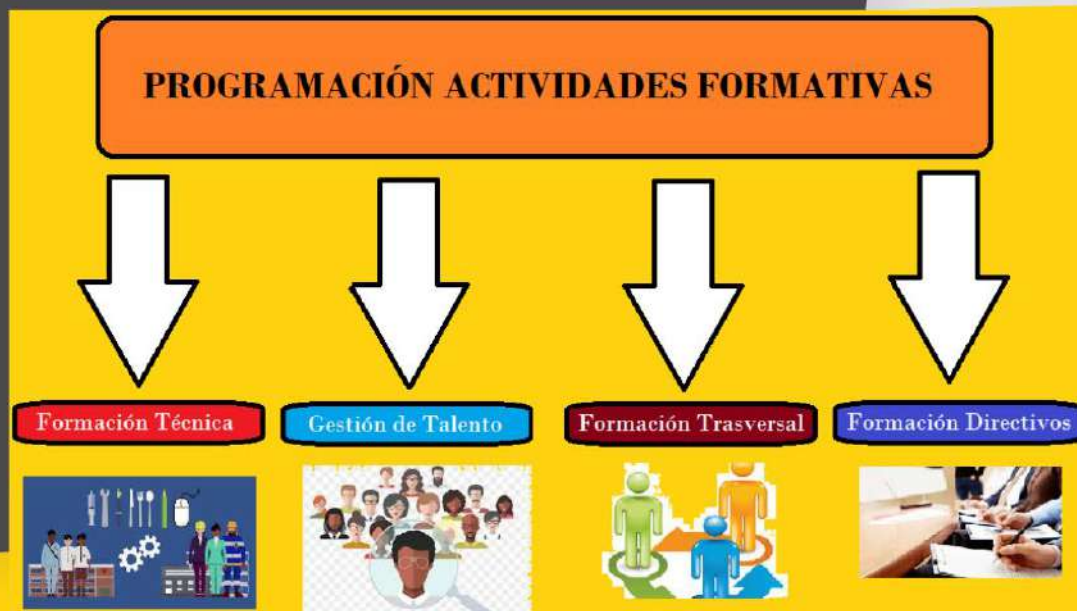 PROGRAMACIÓN ACTIVIDADES FORMATIVAS
Formación Técnica
Gestión de Talento
Formación Trasversal
Formación Directivos